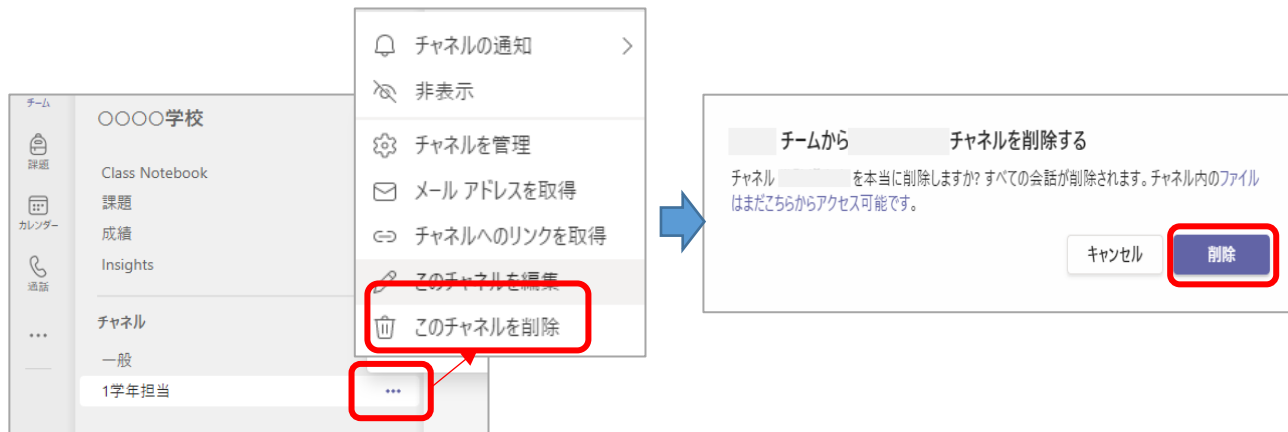 チーム
課題
カレンダー
通話
〇〇〇〇学校
Class Notebook
課題
成績
Insights
チャネル
一般
1学年担当
チャネルの通知
非表示
チャネルを管理
メール アドレスを取得
チャネルへのリンクを取得
このチャネルを編集
このチャネルを削除
チームから チャネルを削除する
チャネル を本当に削除しますか? すべての会話が削除されます。チャネル内のファイル
はまだこちらからアクセス可能です。
キャンセル 削除